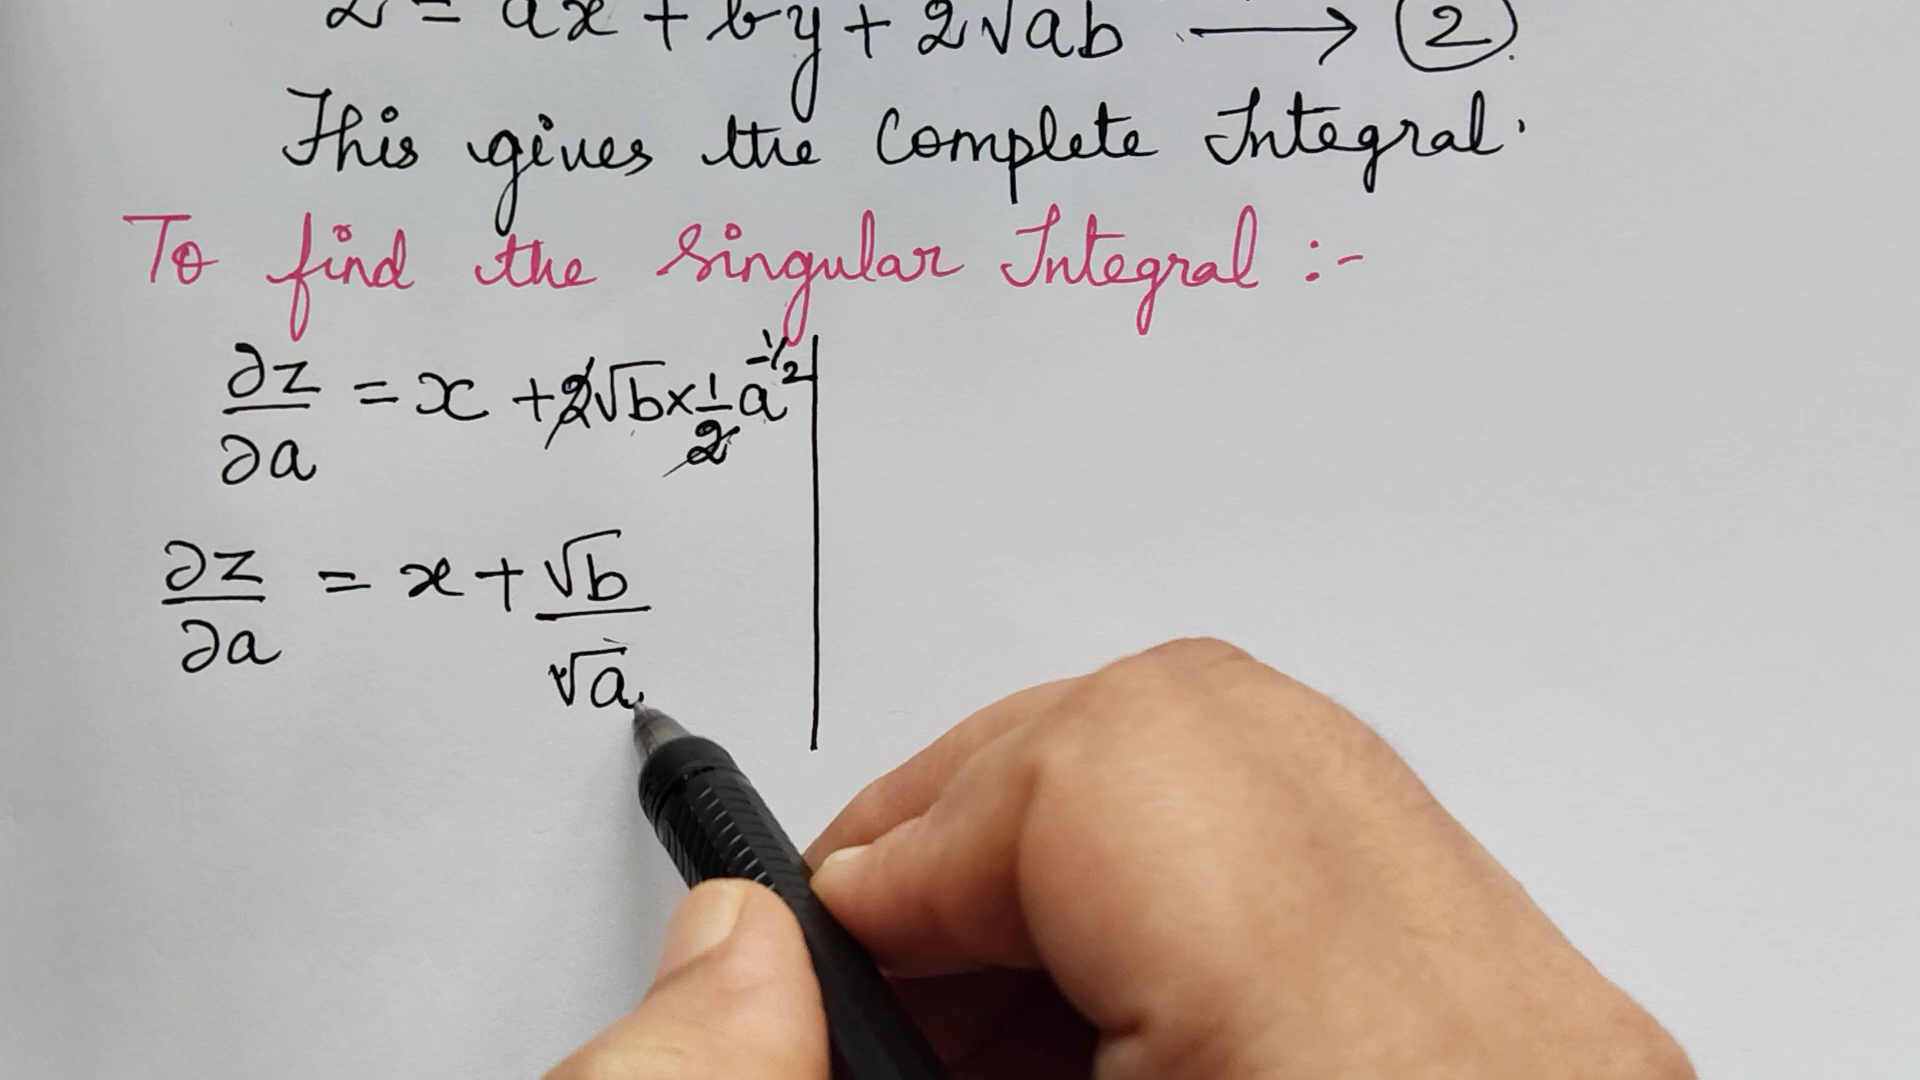 z = ax + by + 2√ab → ②
This gives the Complete Integral.
To find the Singular Integral :-
∂z/∂a = x + 2√b × 1/2 a^-1/2
∂z/∂a = x + √b/√a